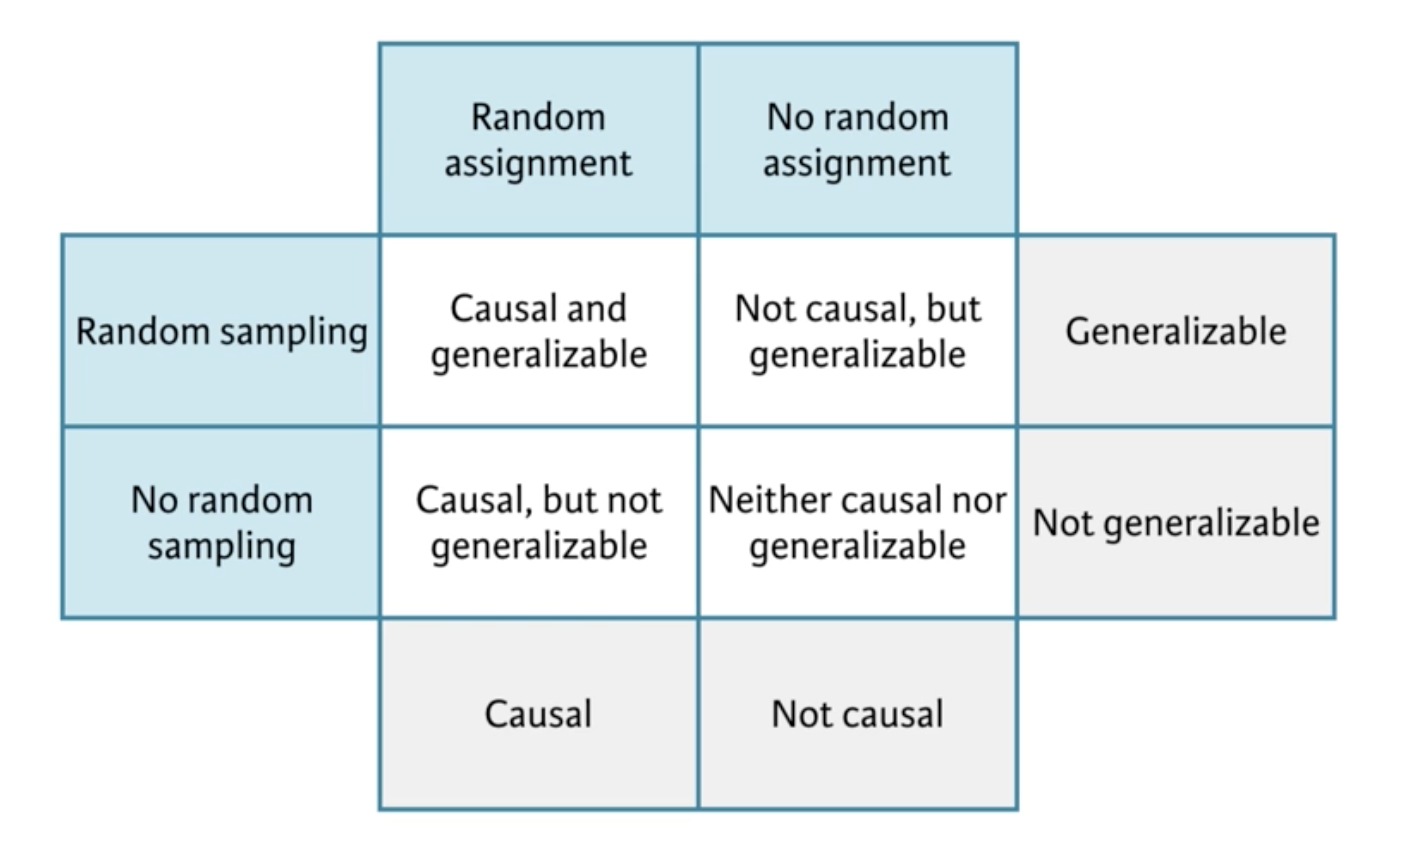 Random
assignment
No random
assignment
Random sampling
Causal and
generalizable
Not causal, but
generalizable
Generalizable
No random
sampling
Causal, but not
generalizable
Neither causal nor
generalizable
Not generalizable
Causal
Not causal